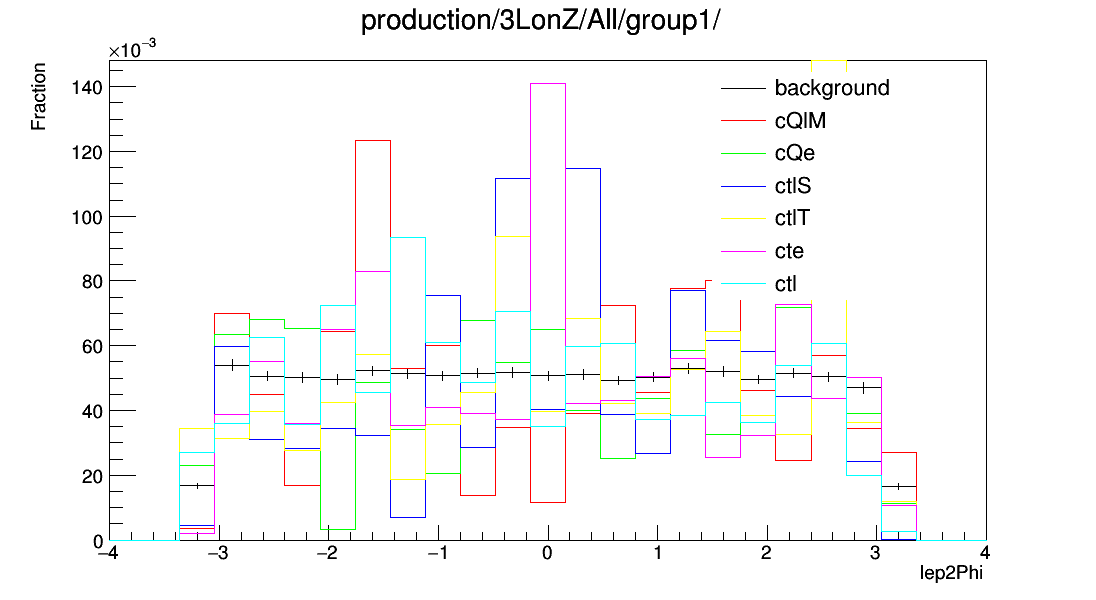 production/3LonZ/All/group1/
×10⁻³
Fraction
140
120
100
80
60
40
20
0
background
cQlM
cQe
ctlS
ctlT
cte
ctl
−4 −3 −2 −1 0 1 2 3 4
lep2Phi